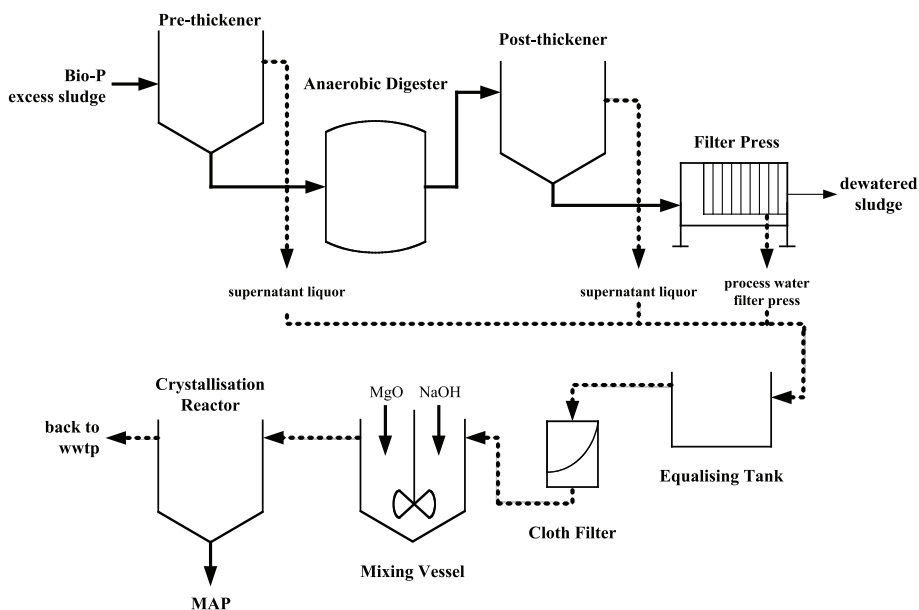 Pre-thickener
Post-thickener
Bio-P
excess sludge
Anaerobic Digester
Filter Press
dewatered
sludge
supernatant liquor
supernatant liquor
process water
filter press
Crystallisation
Reactor
MgO
NaOH
back to
wwtp
Equalising Tank
Cloth Filter
Mixing Vessel
MAP